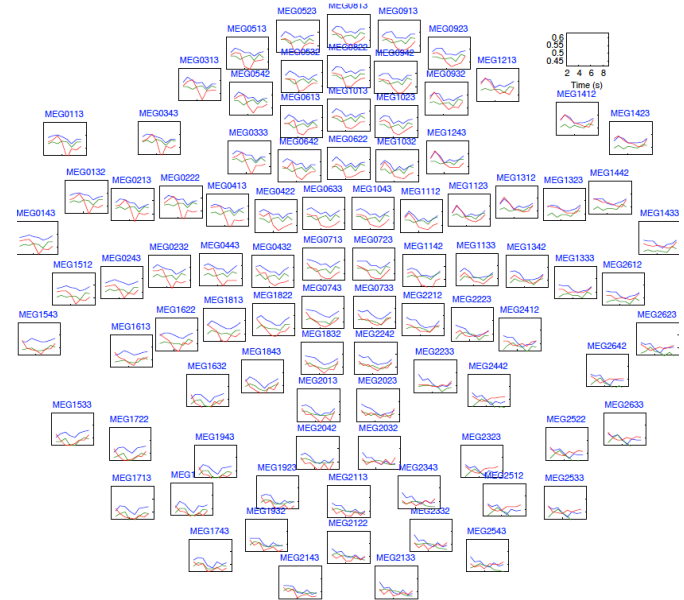 MEG0813
MEG0523 MEG0913
MEG0513 MEG0923
0.6
0.55
0.5
0.45
2 4 6 8
Time (s)
MEG0532 MEG0822 MEG0942
MEG0313 MEG0542 MEG0932 MEG1213
MEG0613 MEG1013 MEG1023 MEG1412
MEG0113 MEG0343 MEG1423
MEG0333 MEG0642 MEG0622 MEG1032 MEG1243
MEG0132 MEG0213 MEG0222 MEG0413 MEG0422 MEG0633 MEG1043 MEG1112 MEG1123 MEG1312 MEG1323 MEG1442
MEG0143 MEG1433
MEG1512 MEG0243 MEG0232 MEG0443 MEG0432 MEG0713 MEG0723 MEG1142 MEG1133 MEG1342 MEG1333 MEG2612
MEG1543 MEG1613 MEG1622 MEG1813 MEG1822 MEG0743 MEG0733 MEG2212 MEG2223 MEG2412 MEG2623
MEG1632 MEG1843 MEG1832 MEG2242 MEG2233 MEG2442 MEG2642
MEG2013 MEG2023
MEG1533 MEG1722 MEG2522 MEG2633
MEG1943 MEG2042 MEG2032 MEG2323
MEG1713 MEG1 MEG1923 MEG2113 MEG2343 MEG2512 MEG2533
MEG1932 MEG2122 MEG2332
MEG1743 MEG2543
MEG2143 MEG2133